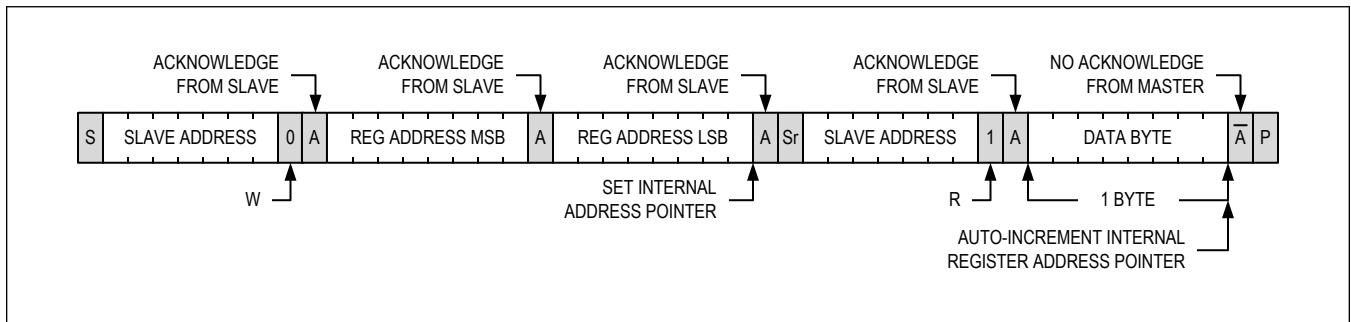 ACKNOWLEDGE
FROM SLAVE
ACKNOWLEDGE
FROM SLAVE
ACKNOWLEDGE
FROM SLAVE
ACKNOWLEDGE
FROM SLAVE
NO ACKNOWLEDGE
FROM MASTER
S SLAVE ADDRESS 0 A REG ADDRESS MSB A REG ADDRESS LSB A Sr SLAVE ADDRESS 1 A DATA BYTE A̅ P
W
SET INTERNAL
ADDRESS POINTER
R
1 BYTE
AUTO-INCREMENT INTERNAL
REGISTER ADDRESS POINTER